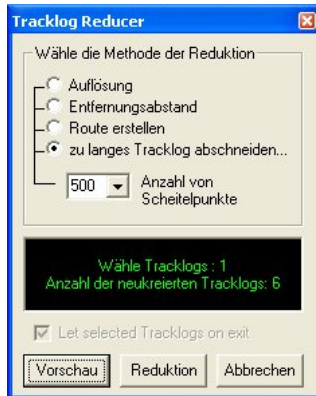 Tracklog Reducer
Wähle die Methode der Reduktion
Auflösung
Entfernungsabstand
Route erstellen
zu langes Tracklog abschneiden...
500
Anzahl von
Scheitelpunkte
Wähle Tracklogs : 1
Anzahl der neukreierten Tracklogs: 6
Let selected Tracklogs on exit
Vorschau
Reduktion
Abbrechen